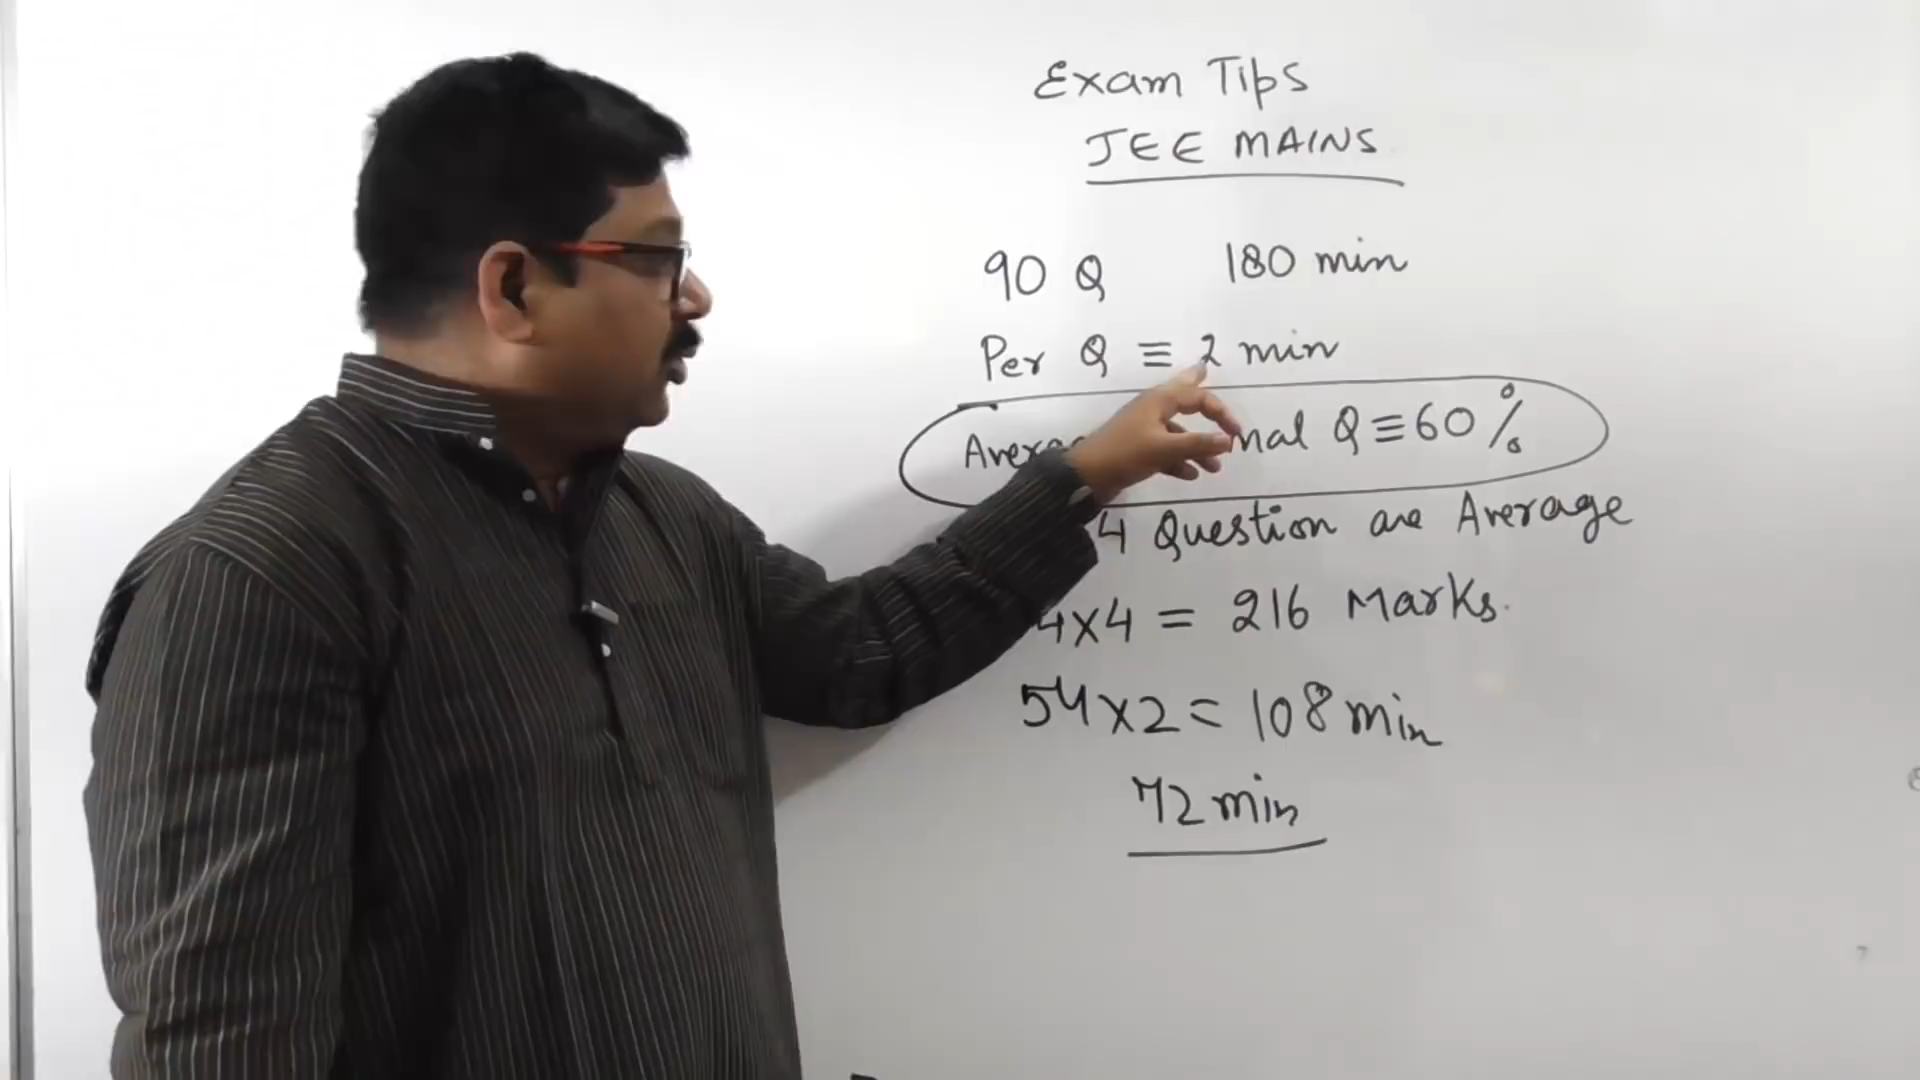 Exam Tips
JEE MAINS
90 Q 180 min
Per Q ≡ 2 min
Q ≡ 60 %
4 Question are Average
4x4 = 216 Marks.
54x2 = 108 min
72 min